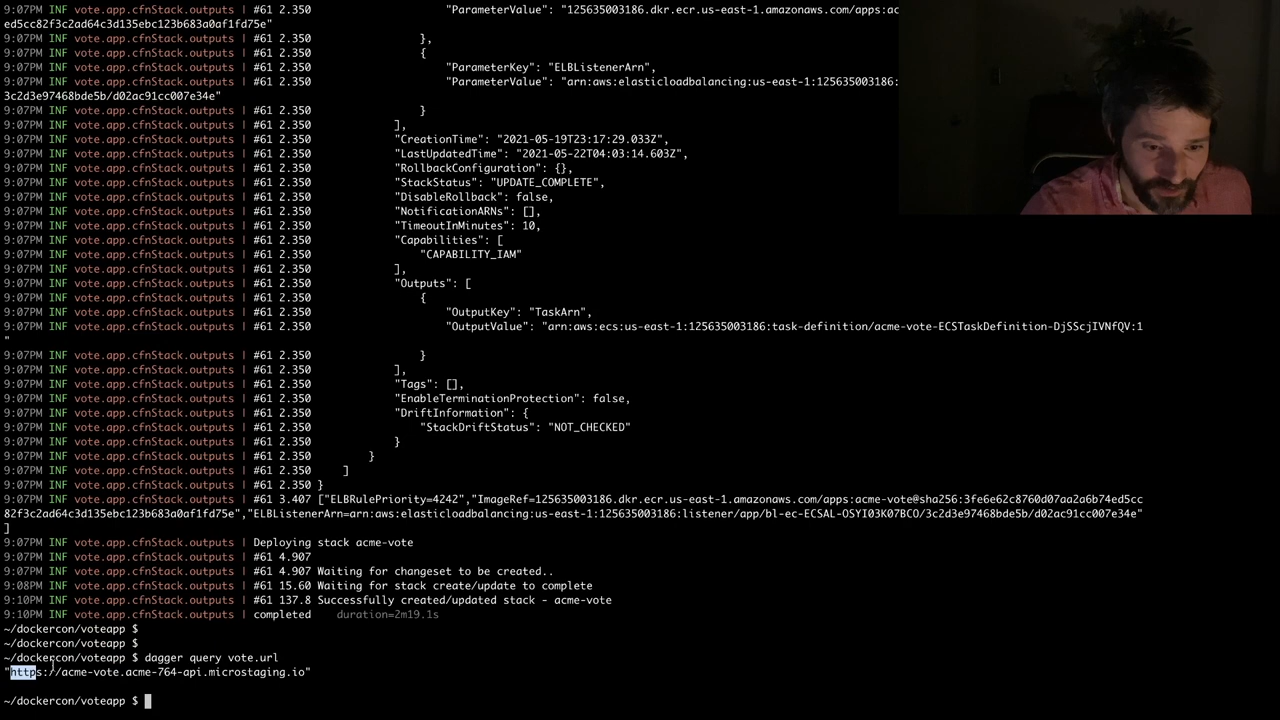 9:07PM INF vote.app.cfnStack.outputs | #61 2.350 "ParameterValue": "125635003186.dkr.ecr.us-east-1.amazonaws.com/apps:ac
ed5cc82f3c2ad64c3d135ebc123b683a0af1fd75e"
9:07PM INF vote.app.cfnStack.outputs | #61 2.350 },
9:07PM INF vote.app.cfnStack.outputs | #61 2.350 {
9:07PM INF vote.app.cfnStack.outputs | #61 2.350 "ParameterKey": "ELBListenerArn",
9:07PM INF vote.app.cfnStack.outputs | #61 2.350 "ParameterValue": "arn:aws:elasticloadbalancing:us-east-1:125635003186:
3c2d3e97468bde5b/d02ac91cc007e34e"
9:07PM INF vote.app.cfnStack.outputs | #61 2.350 }
9:07PM INF vote.app.cfnStack.outputs | #61 2.350 ],
9:07PM INF vote.app.cfnStack.outputs | #61 2.350 "CreationTime": "2021-05-19T23:17:29.033Z",
9:07PM INF vote.app.cfnStack.outputs | #61 2.350 "LastUpdatedTime": "2021-05-22T04:03:14.603Z",
9:07PM INF vote.app.cfnStack.outputs | #61 2.350 "RollbackConfiguration": {},
9:07PM INF vote.app.cfnStack.outputs | #61 2.350 "StackStatus": "UPDATE_COMPLETE",
9:07PM INF vote.app.cfnStack.outputs | #61 2.350 "DisableRollback": false,
9:07PM INF vote.app.cfnStack.outputs | #61 2.350 "NotificationARNs": [],
9:07PM INF vote.app.cfnStack.outputs | #61 2.350 "TimeoutInMinutes": 10,
9:07PM INF vote.app.cfnStack.outputs | #61 2.350 "Capabilities": [
9:07PM INF vote.app.cfnStack.outputs | #61 2.350 "CAPABILITY_IAM"
9:07PM INF vote.app.cfnStack.outputs | #61 2.350 ],
9:07PM INF vote.app.cfnStack.outputs | #61 2.350 "Outputs": [
9:07PM INF vote.app.cfnStack.outputs | #61 2.350 {
9:07PM INF vote.app.cfnStack.outputs | #61 2.350 "OutputKey": "TaskArn",
9:07PM INF vote.app.cfnStack.outputs | #61 2.350 "OutputValue": "arn:aws:ecs:us-east-1:125635003186:task-definition/acme-vote-ECSTaskDefinition-DjSScjIVNfQV:1
"
9:07PM INF vote.app.cfnStack.outputs | #61 2.350 }
9:07PM INF vote.app.cfnStack.outputs | #61 2.350 ],
9:07PM INF vote.app.cfnStack.outputs | #61 2.350 "Tags": [],
9:07PM INF vote.app.cfnStack.outputs | #61 2.350 "EnableTerminationProtection": false,
9:07PM INF vote.app.cfnStack.outputs | #61 2.350 "DriftInformation": {
9:07PM INF vote.app.cfnStack.outputs | #61 2.350 "StackDriftStatus": "NOT_CHECKED"
9:07PM INF vote.app.cfnStack.outputs | #61 2.350 }
9:07PM INF vote.app.cfnStack.outputs | #61 2.350 }
9:07PM INF vote.app.cfnStack.outputs | #61 2.350 ]
9:07PM INF vote.app.cfnStack.outputs | #61 2.350 }
9:07PM INF vote.app.cfnStack.outputs | #61 3.407 ["ELBRulePriority=4242","ImageRef=125635003186.dkr.ecr.us-east-1.amazonaws.com/apps:acme-vote@sha256:3fe6e62c8760d07aa2a6b74ed5cc
82f3c2ad64c3d135ebc123b683a0af1fd75e","ELBListenerArn=arn:aws:elasticloadbalancing:us-east-1:125635003186:listener/app/bl-ec-ECSAL-OSYI03K07BCO/3c2d3e97468bde5b/d02ac91cc007e34e"
]
9:07PM INF vote.app.cfnStack.outputs | Deploying stack acme-vote
9:07PM INF vote.app.cfnStack.outputs | #61 4.907
9:07PM INF vote.app.cfnStack.outputs | #61 4.907 Waiting for changeset to be created..
9:08PM INF vote.app.cfnStack.outputs | #61 15.60 Waiting for stack create/update to complete
9:10PM INF vote.app.cfnStack.outputs | #61 137.8 Successfully created/updated stack - acme-vote
9:10PM INF vote.app.cfnStack.outputs | completed duration=2m19.1s
~/dockercon/voteapp $
~/dockercon/voteapp $
~/dockercon/voteapp $ dagger query vote.url
"https://acme-vote.acme-764-api.microstaging.io"
~/dockercon/voteapp $